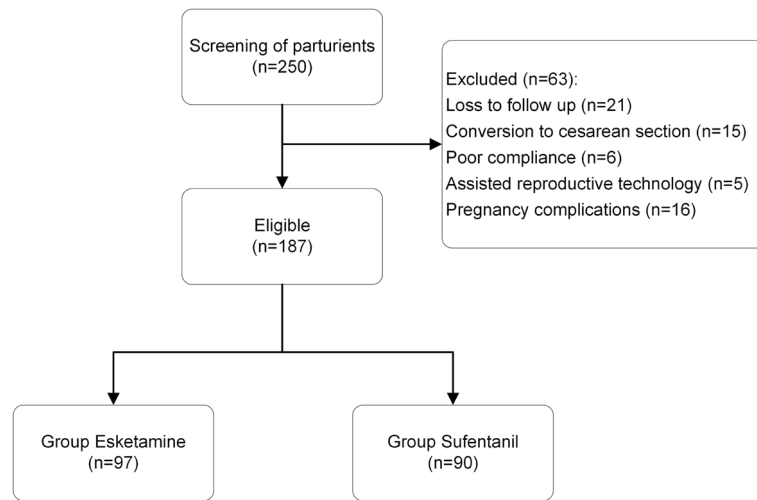 Screening of parturients
(n=250)
Excluded (n=63):
Loss to follow up (n=21)
Conversion to cesarean section (n=15)
Poor compliance (n=6)
Assisted reproductive technology (n=5)
Pregnancy complications (n=16)
Eligible
(n=187)
Group Esketamine
(n=97)
Group Sufentanil
(n=90)